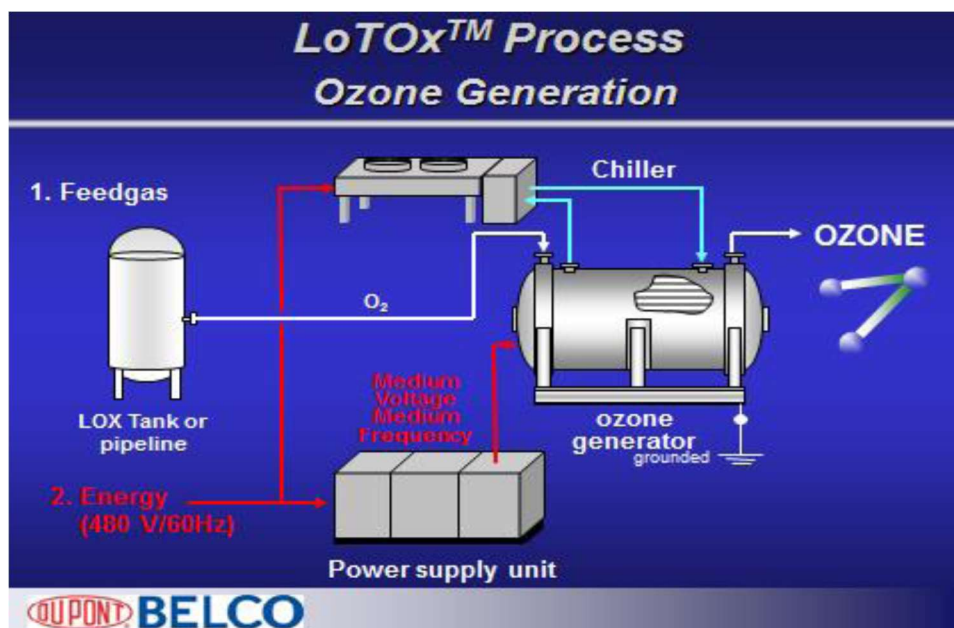 LoTOx™ Process
Ozone Generation
1. Feedgas
Chiller
OZONE
O₂
LOX Tank or
pipeline
Medium
Voltage
Medium
Frequency
ozone
generator
grounded
2. Energy
(480 V/60Hz)
Power supply unit
DUPONT BELCO